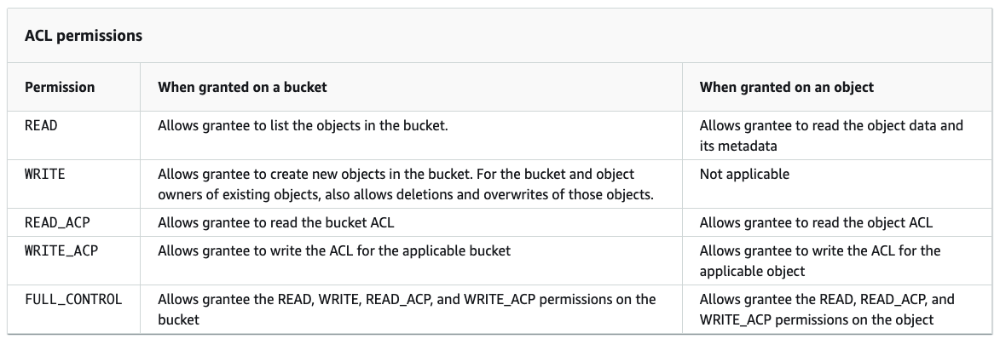 ACL permissions
Permission When granted on a bucket When granted on an object
READ Allows grantee to list the objects in the bucket. Allows grantee to read the object data and
its metadata
WRITE Allows grantee to create new objects in the bucket. For the bucket and object Not applicable
owners of existing objects, also allows deletions and overwrites of those objects.
READ_ACP Allows grantee to read the bucket ACL Allows grantee to read the object ACL
WRITE_ACP Allows grantee to write the ACL for the applicable bucket Allows grantee to write the ACL for the
applicable object
FULL_CONTROL Allows grantee the READ, WRITE, READ_ACP, and WRITE_ACP permissions on the Allows grantee the READ, READ_ACP, and
bucket WRITE_ACP permissions on the object